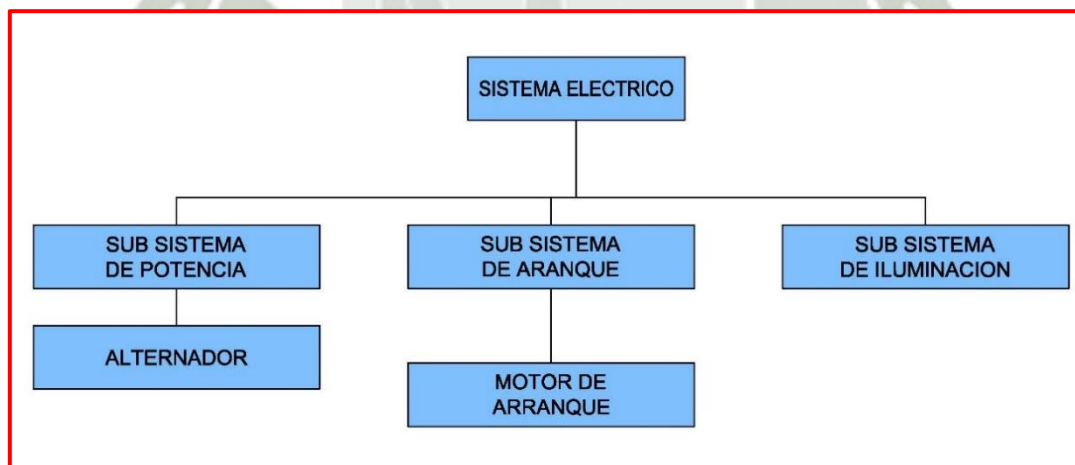 SISTEMA ELECTRICO
SUB SISTEMA
DE POTENCIA
SUB SISTEMA
DE ARANQUE
SUB SISTEMA
DE ILUMINACION
ALTERNADOR
MOTOR DE
ARRANQUE